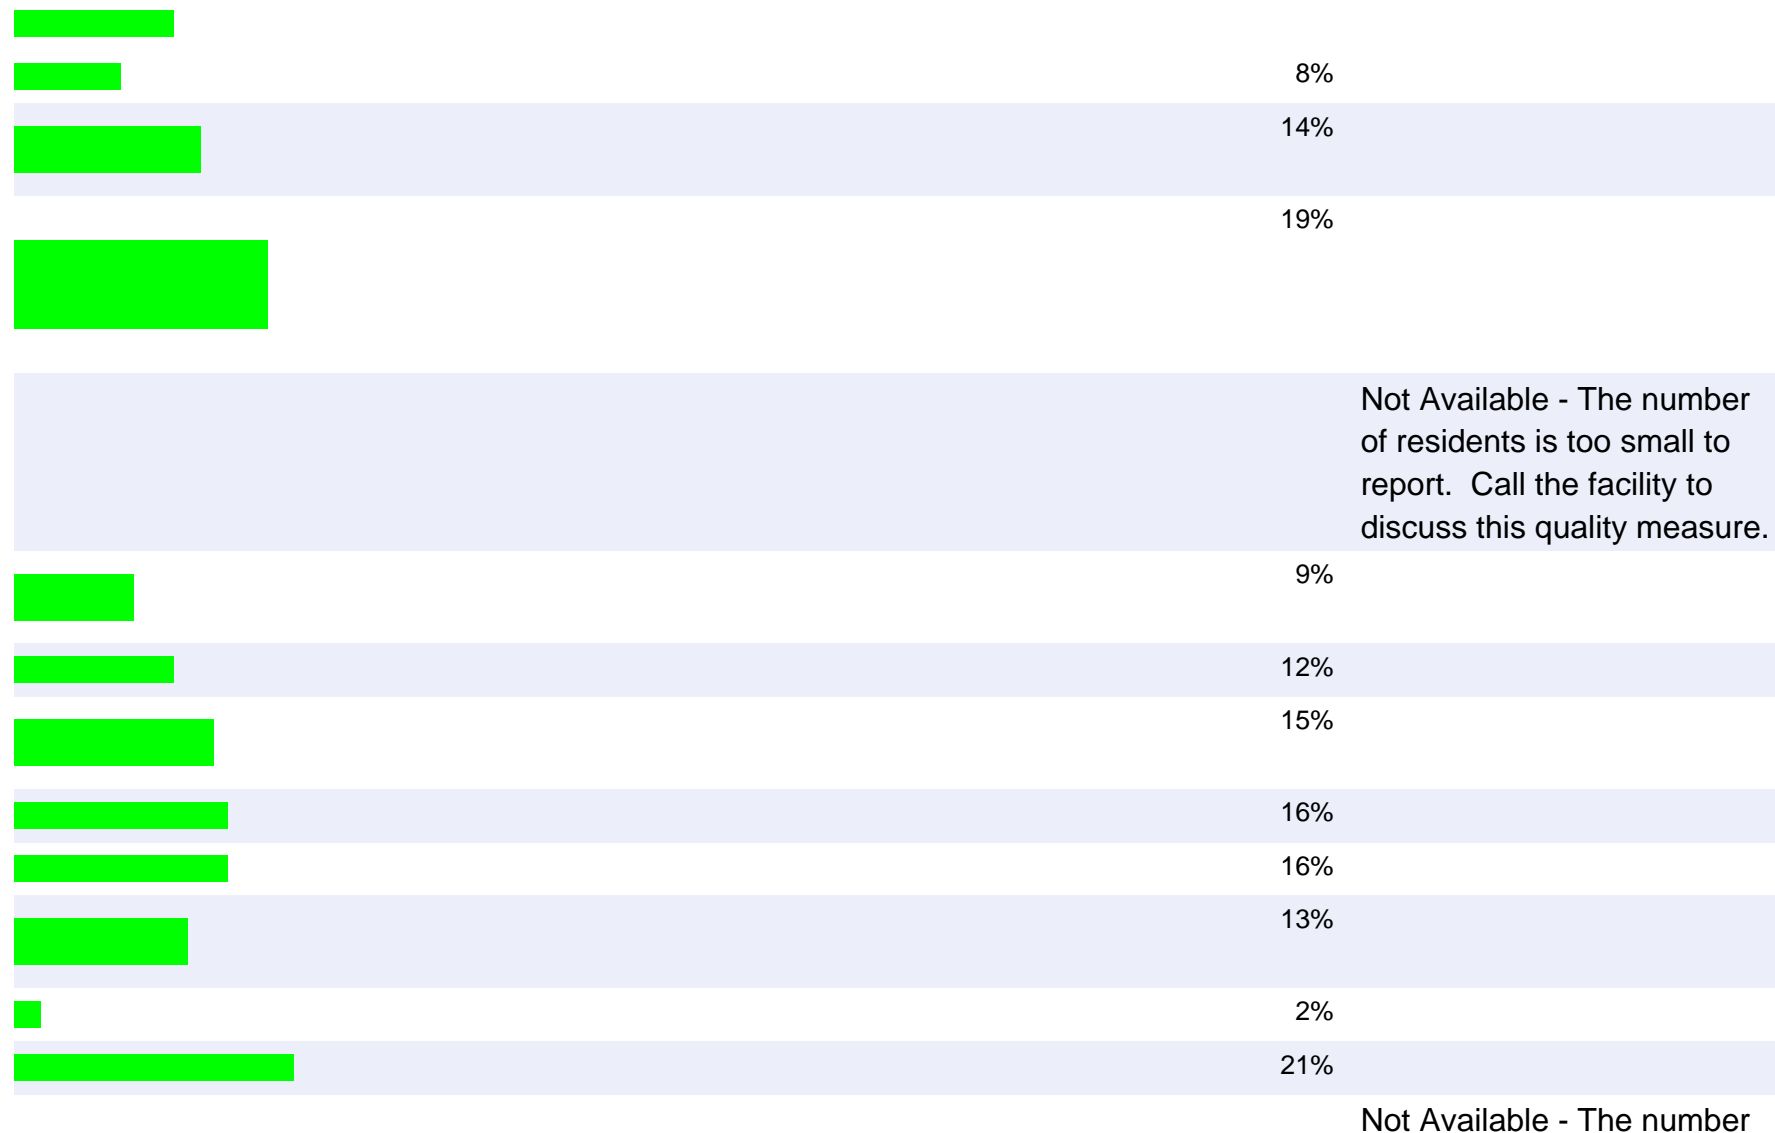 8%
14%
19%
Not Available - The number
of residents is too small to
report.  Call the facility to
discuss this quality measure.
9%
12%
15%
16%
16%
13%
2%
21%
Not Available - The number